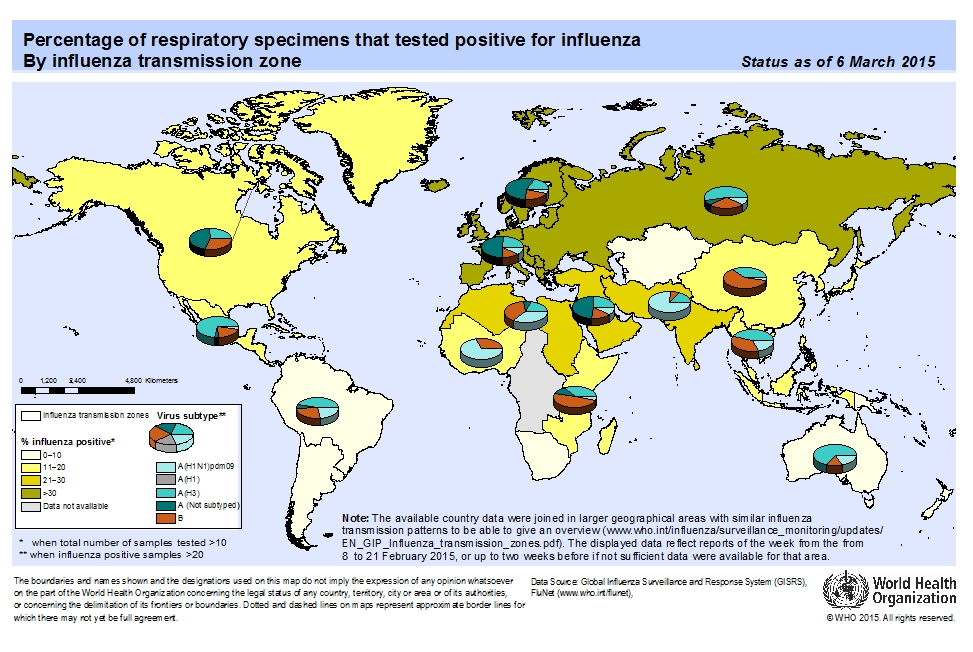 Percentage of respiratory specimens that tested positive for influenza
By influenza transmission zone
Status as of 6 March 2015
0 1,200 2,400 4,800 Kilometers
Influenza transmission zones
Virus subtype**
% influenza positive*
0–10
11–20
21–30
>30
Data not available
A(H1N1)pdm09
A(H1)
A(H3)
A (Not subtyped)
B
* when total number of samples tested >10
** when influenza positive samples >20
Note: The available country data were joined in larger geographical areas with similar influenza
transmission patterns to be able to give an overview (www.who.int/influenza/surveillance_monitoring/updates/
EN_GIP_Influenza_transmission_zones.pdf). The displayed data reflect reports of the week from the from
8 to 21 February 2015, or up to two weeks before if not sufficient data were available for that area.
The boundaries and names shown and the designations used on this map do not imply the expression of any opinion whatsoever
on the part of the World Health Organization concerning the legal status of any country, territory, city or area or of its authorities,
or concerning the delimitation of its frontiers or boundaries. Dotted and dashed lines on maps represent approximate border lines for
which there may not yet be full agreement.
Data Source: Global Influenza Surveillance and Response System (GISRS),
FluNet (www.who.int/flunet),
World Health
Organization
© WHO 2015. All rights reserved.